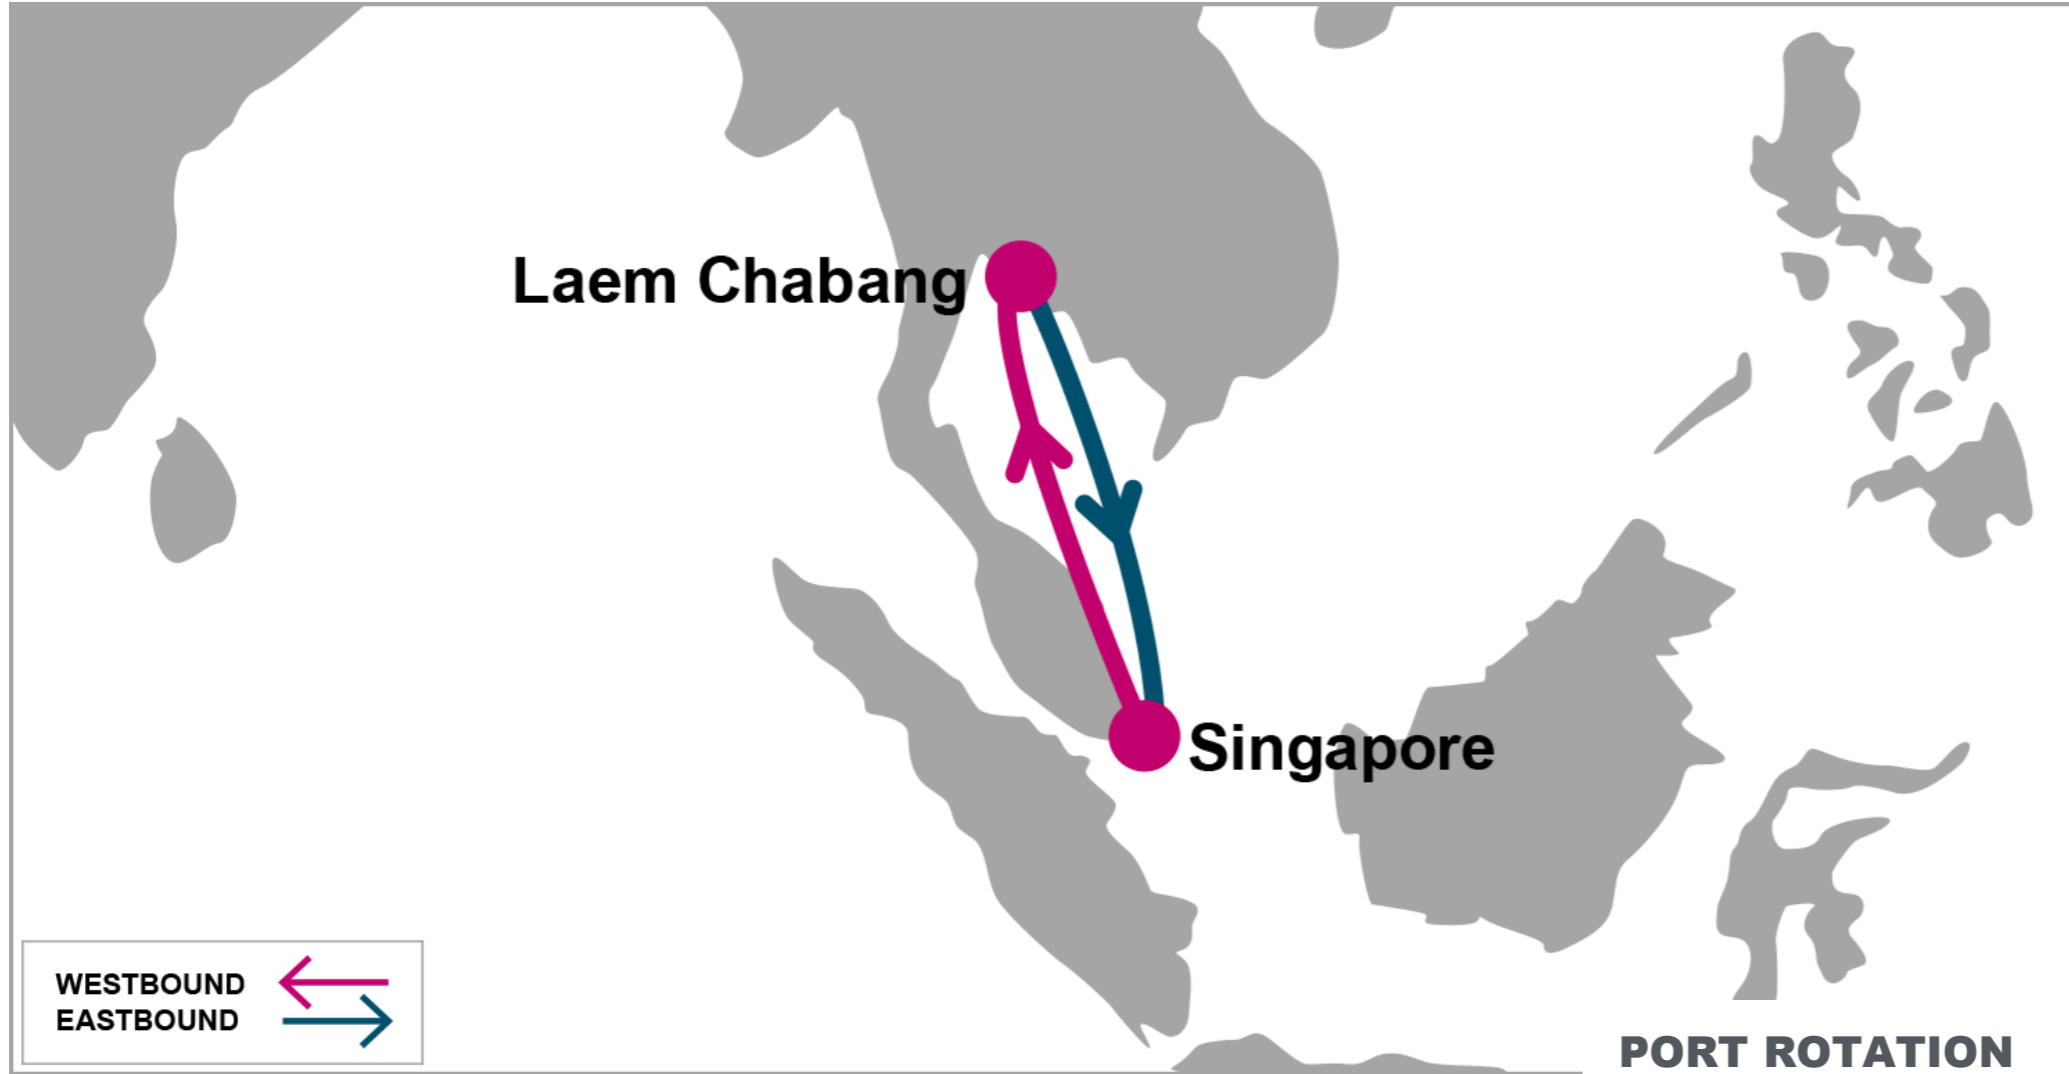 Laem Chabang
Singapore
WESTBOUND
EASTBOUND
PORT ROTATION